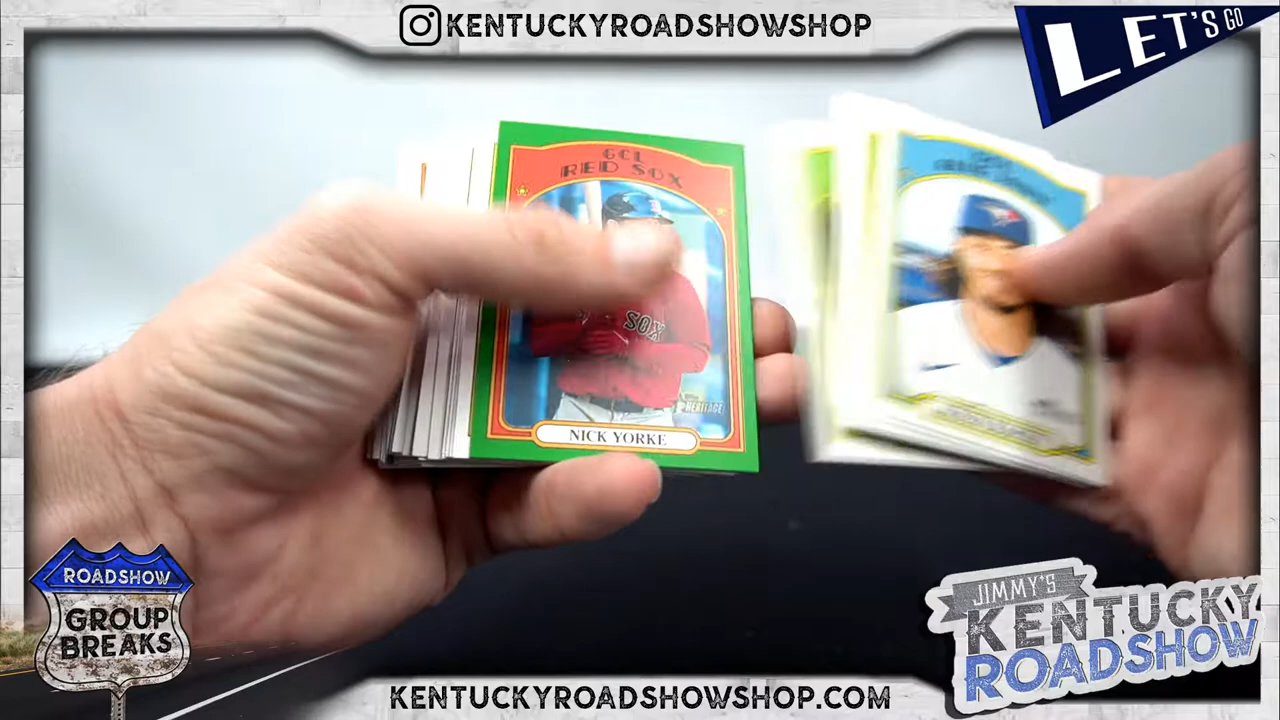 KENTUCKYROADSHOWSHOP
LET'S GO
GCL
RED SOX
SOX
HERITAGE
NICK YORKE
ROADSHOW
GROUP
BREAKS
JIMMY'S
KENTUCKY
ROADSHOW
KENTUCKYROADSHOWSHOP.COM